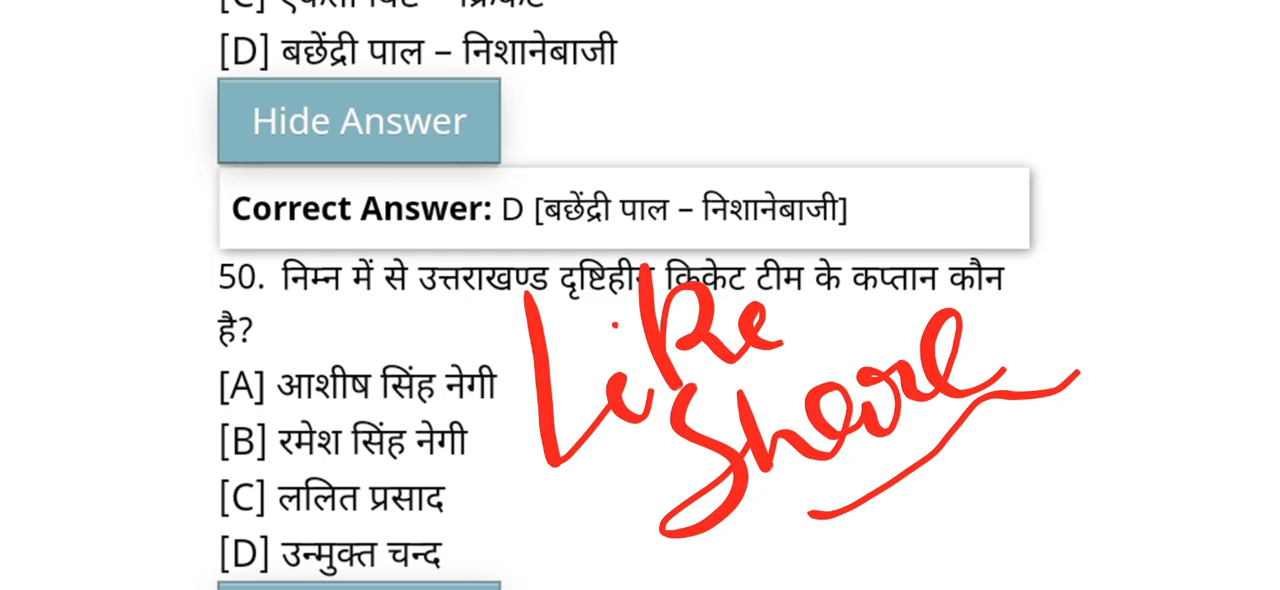 [D] बछेंद्री पाल – निशानेबाजी
Hide Answer
Correct Answer: D [बछेंद्री पाल – निशानेबाजी]
50. निम्न में से उत्तराखण्ड दृष्टिहीन क्रिकेट टीम के कप्तान कौन
है?
Like
[A] आशीष सिंह नेगी
Share
[B] रमेश सिंह नेगी
[C] ललित प्रसाद
[D] उन्मुक्त चन्द